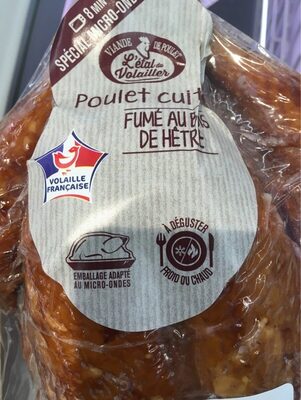 8 MIN
SPÉCIAL MICRO-ONDES
VIANDE DE POULET
L'étal du
Volailler
Poulet cuit
FUMÉ AU BOIS
DE HÊTRE
VOLAILLE
FRANÇAISE
À DÉGUSTER
FROID OU CHAUD
EMBALLAGE ADAPTÉ
AU MICRO-ONDES